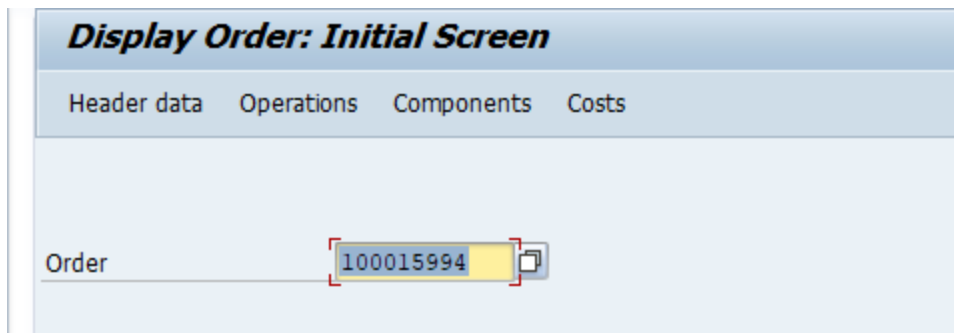 Display Order: Initial Screen
Header data Operations Components Costs
Order 100015994